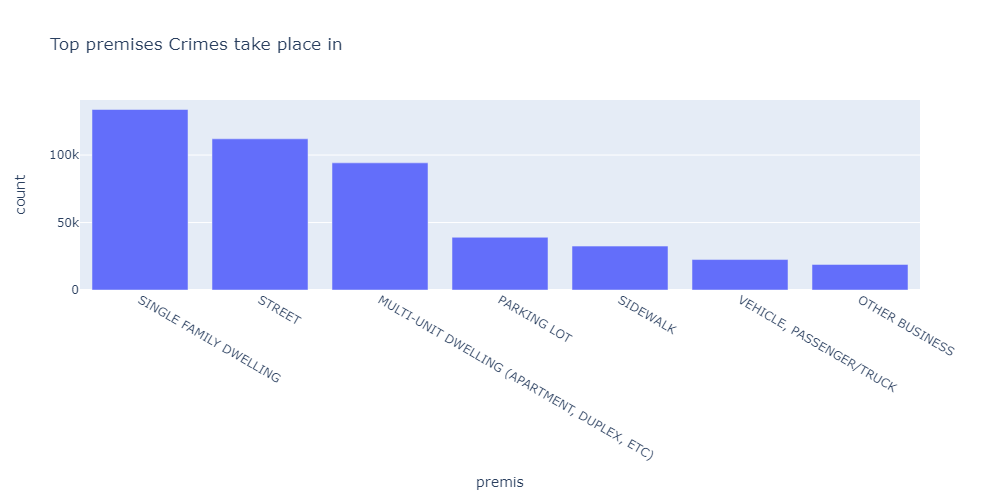 Top premises Crimes take place in
count
100k
50k
0
SINGLE FAMILY DWELLING
STREET
MULTI-UNIT DWELLING (APARTMENT, DUPLEX, ETC)
PARKING LOT
SIDEWALK
VEHICLE, PASSENGER/TRUCK
OTHER BUSINESS
premis